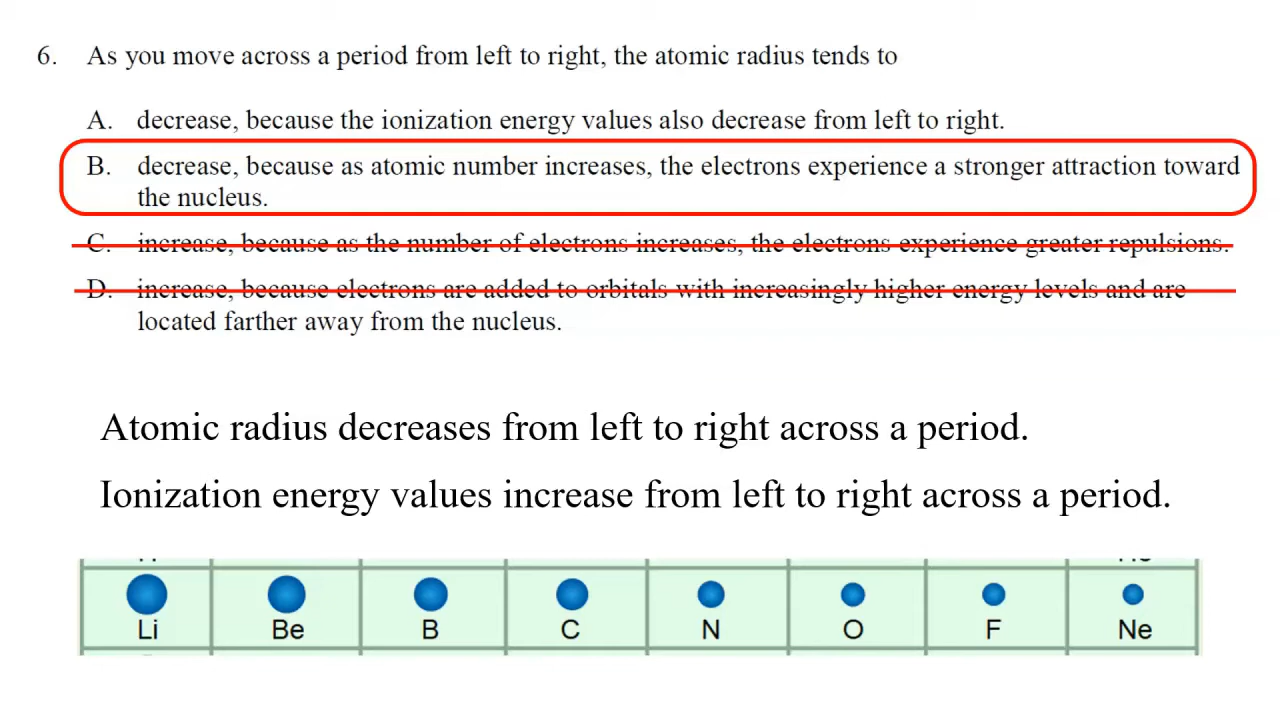 6. As you move across a period from left to right, the atomic radius tends to
A. decrease, because the ionization energy values also decrease from left to right.
B. decrease, because as atomic number increases, the electrons experience a stronger attraction toward
the nucleus.
C. increase, because as the number of electrons increases, the electrons experience greater repulsions.
D. increase, because electrons are added to orbitals with increasingly higher energy levels and are
located farther away from the nucleus.
Atomic radius decreases from left to right across a period.
Ionization energy values increase from left to right across a period.
Li Be B C N O F Ne